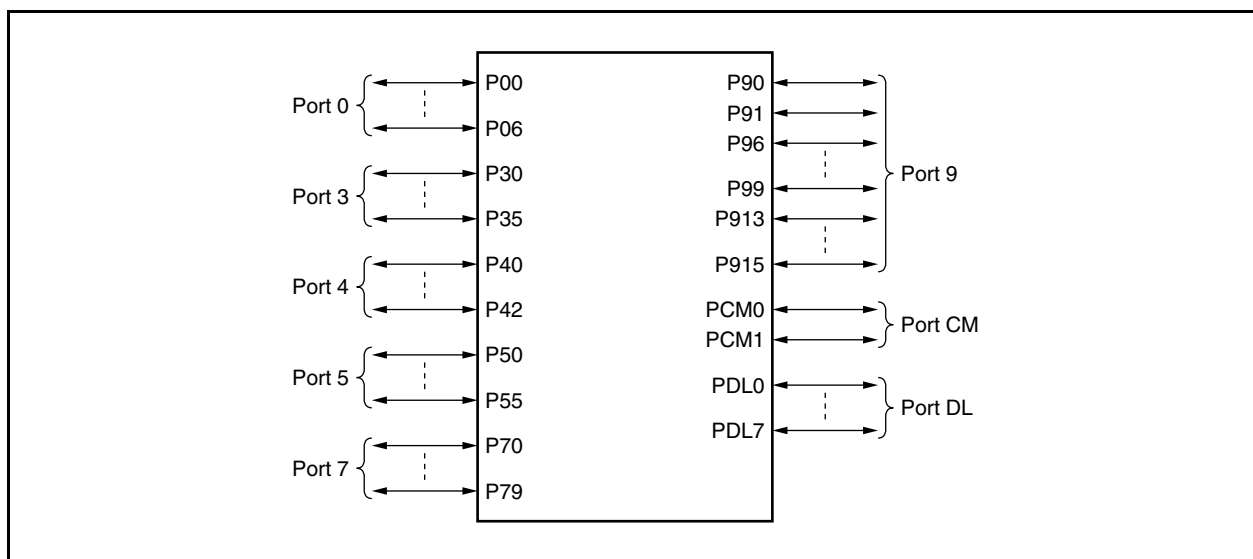 Port 0
P00
P06
Port 3
P30
P35
Port 4
P40
P42
Port 5
P50
P55
Port 7
P70
P79
P90
P91
P96
P99
P913
P915
Port 9
PCM0
PCM1
Port CM
PDL0
PDL7
Port DL